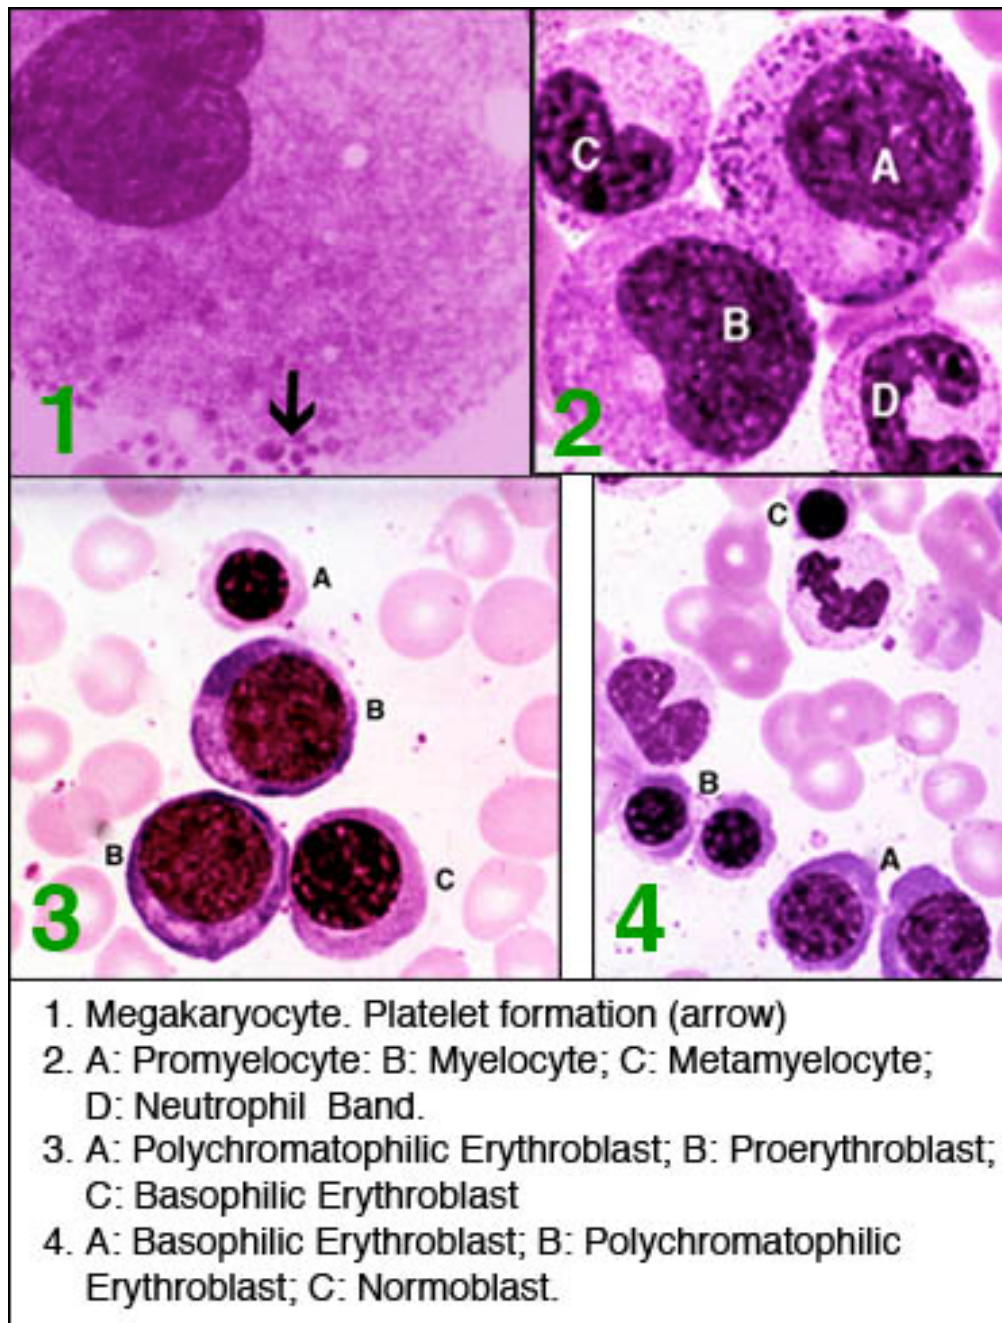 1
2
A
B
C
D
3
A
B
B
C
4
C
B
A
1. Megakaryocyte. Platelet formation (arrow)
2. A: Promyelocyte: B: Myelocyte; C: Metamyelocyte;
D: Neutrophil Band.
3. A: Polychromatophilic Erythroblast; B: Proerythroblast;
C: Basophilic Erythroblast
4. A: Basophilic Erythroblast; B: Polychromatophilic
Erythroblast; C: Normoblast.